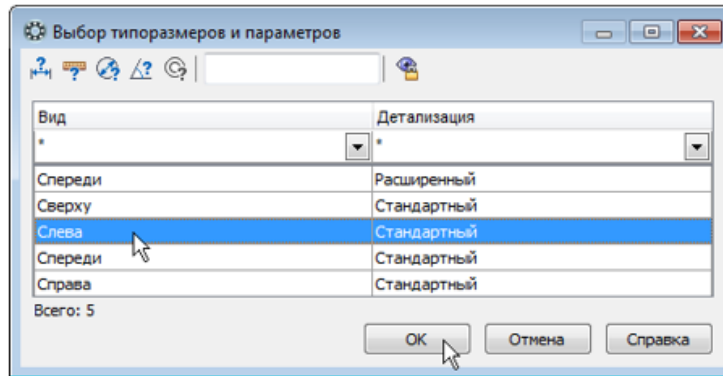 Выбор типоразмеров и параметров
Вид Детализация
* *
Спереди Расширенный
Сверху Стандартный
Слева Стандартный
Спереди Стандартный
Справа Стандартный
Всего: 5
OK Отмена Справка